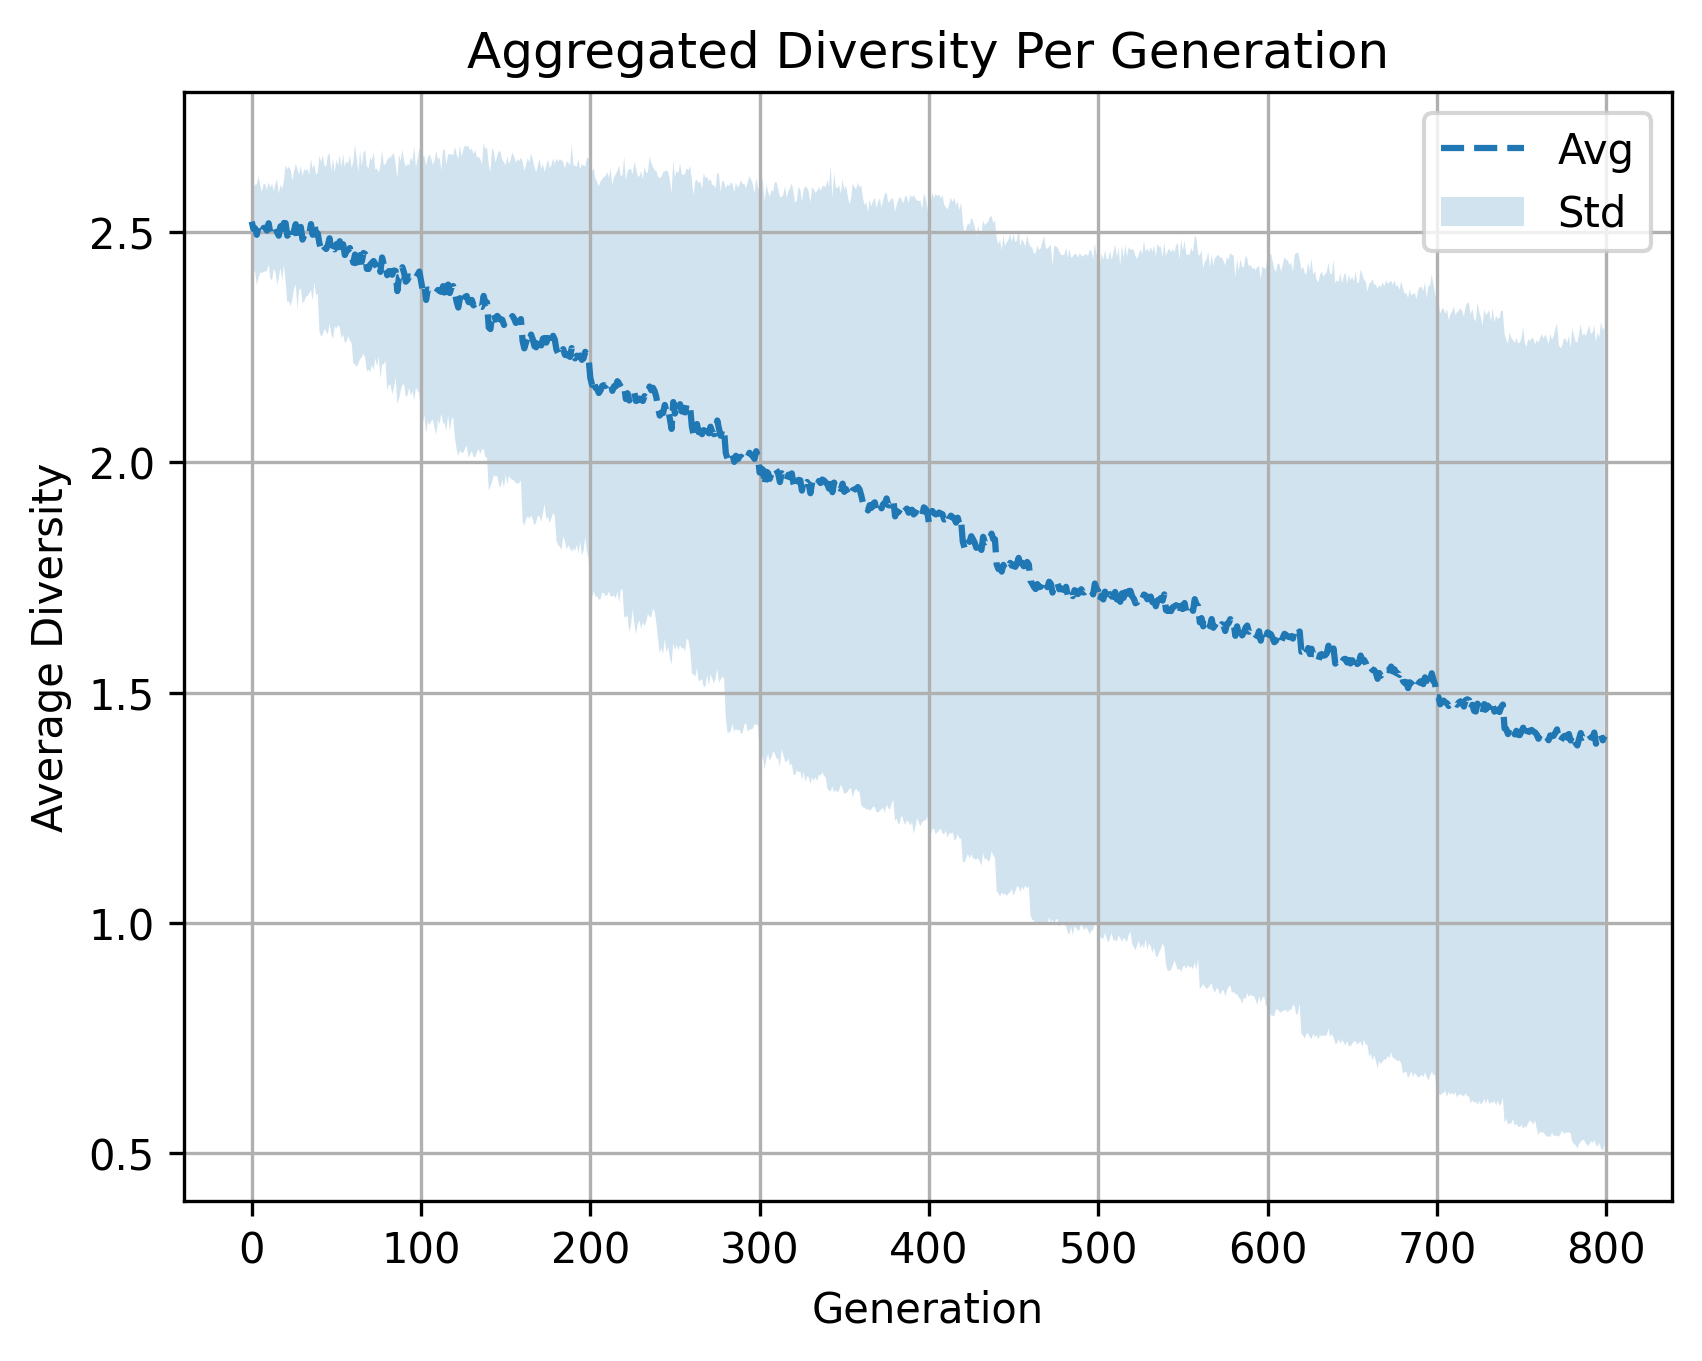 Aggregated Diversity Per Generation
Avg
Std
2.5
2.0
1.5
1.0
0.5
Average Diversity
0 100 200 300 400 500 600 700 800
Generation